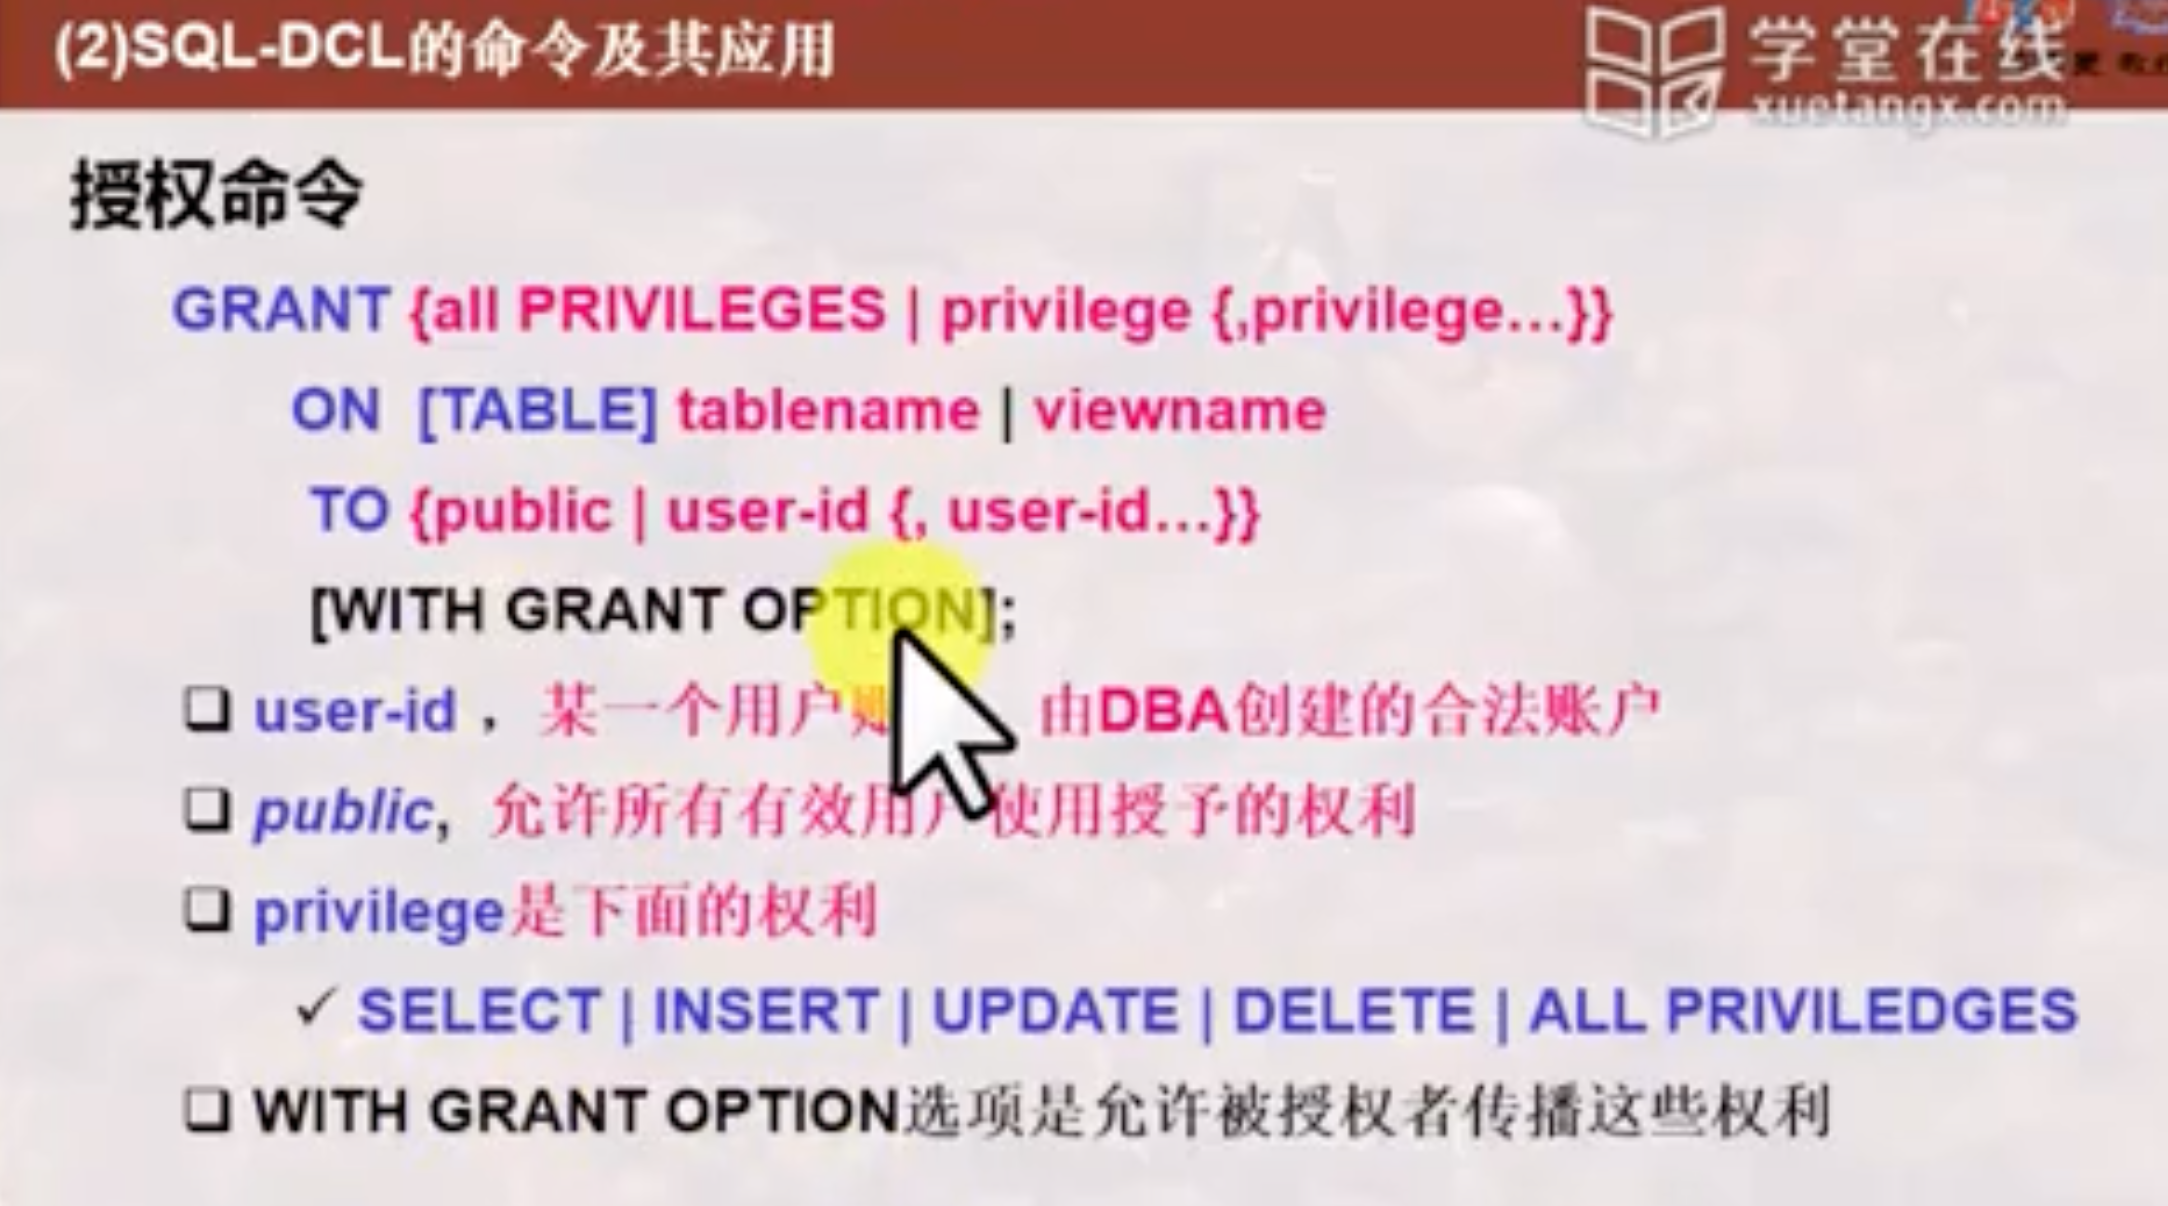 (2)SQL-DCL的命令及其应用
学堂在线
xuetangx.com
授权命令
GRANT {all PRIVILEGES | privilege {,privilege…}}
ON [TABLE] tablename | viewname
TO {public | user-id {, user-id…}}
[WITH GRANT OPTION];
❑ user-id ，某一个用户账 由DBA创建的合法账户
❑ public, 允许所有有效用户使用授予的权利
❑ privilege是下面的权利
✓ SELECT | INSERT | UPDATE | DELETE | ALL PRIVILEDGES
❑ WITH GRANT OPTION选项是允许被授权者传播这些权利